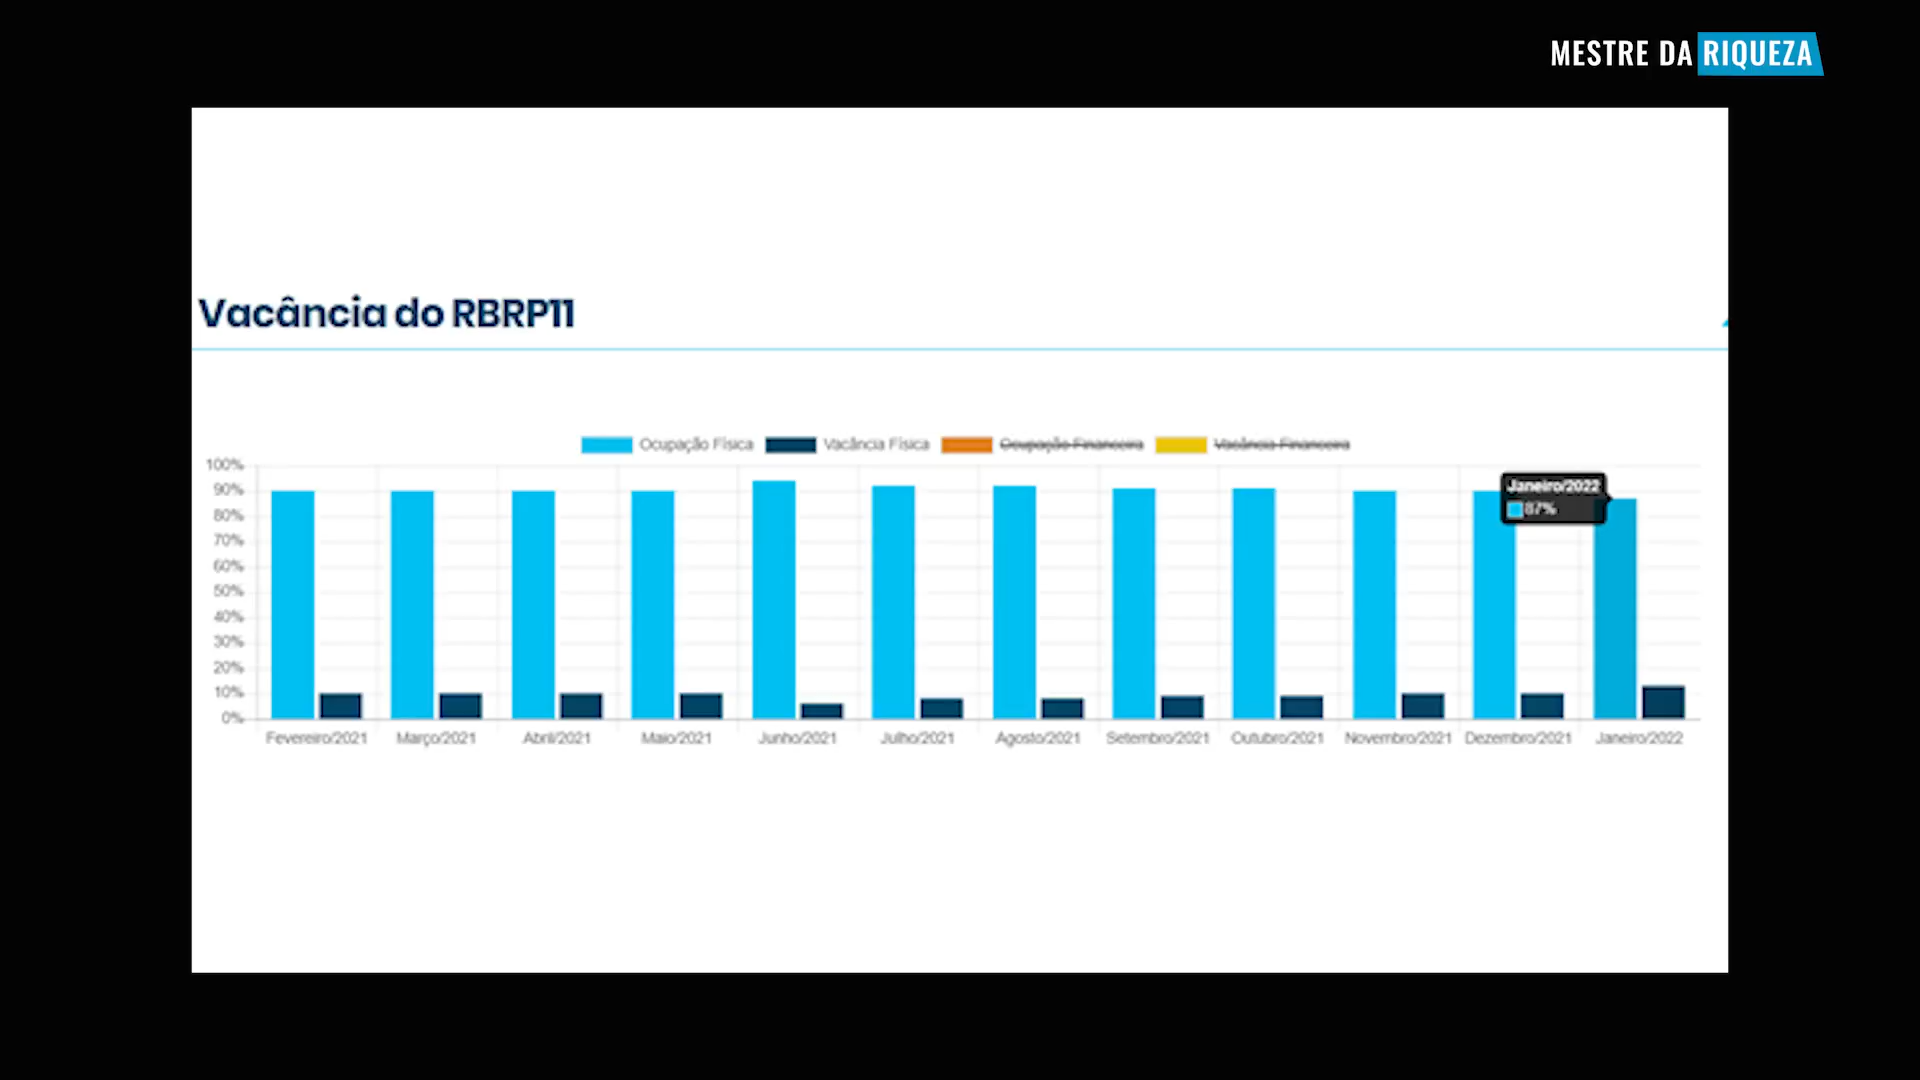 MESTRE DA RIQUEZA
Vacância do RBRP11
Ocupação Física Vacância Física Ocupação Financeira Vacância Financeira
100%
90%
80%
70%
60%
50%
40%
30%
20%
10%
0%
Janeiro/2022
87%
Fevereiro/2021 Março/2021 Abril/2021 Maio/2021 Junho/2021 Julho/2021 Agosto/2021 Setembro/2021 Outubro/2021 Novembro/2021 Dezembro/2021 Janeiro/2022